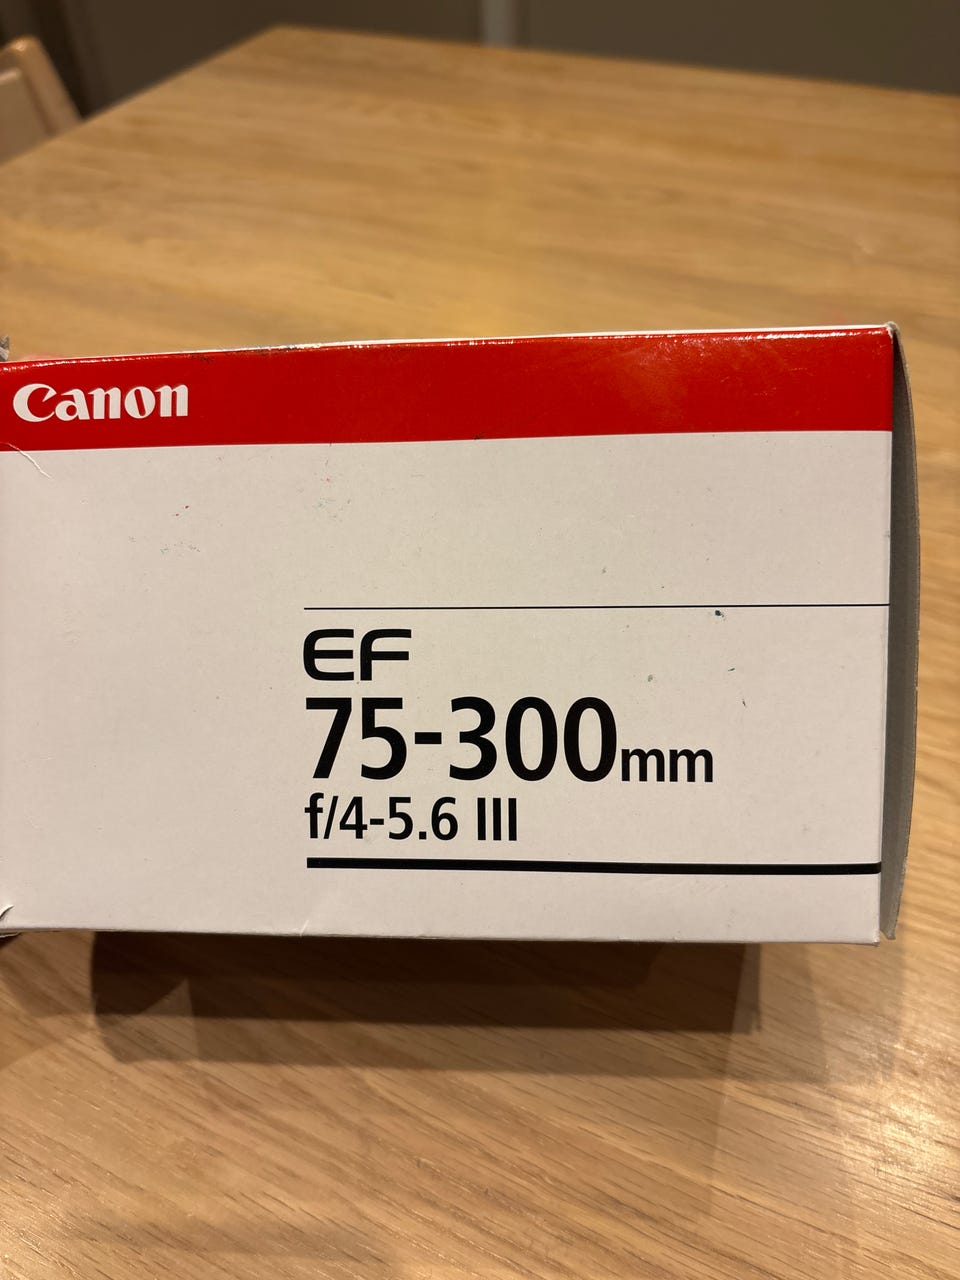 Canon
EF
75-300mm
f/4-5.6 III